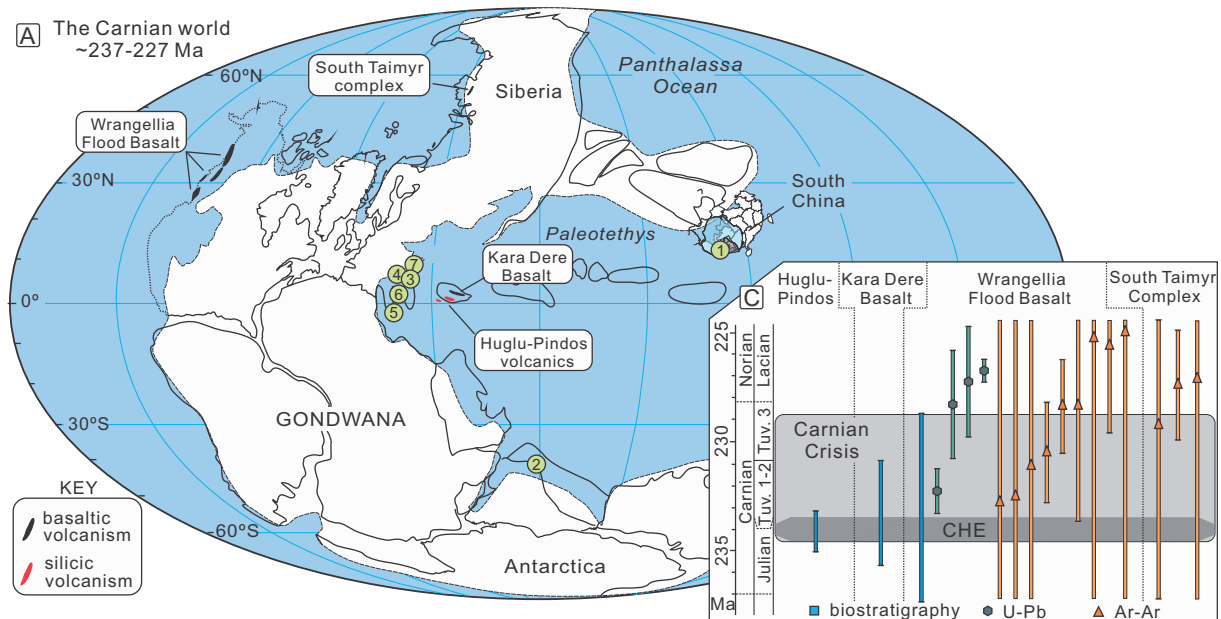 A The Carnian world
~237-227 Ma
60ºN
South Taimyr
complex
Siberia
Panthalassa
Ocean
Wrangellia
Flood Basalt
30ºN
South
China
1
Paleotethys
Kara Dere
Basalt
7
4
3
6
5
0º
Huglu-Pindos
volcanics
GONDWANA
30ºS
2
60ºS
Antarctica
KEY
basaltic
volcanism
silicic
volcanism
C
Huglu-
Pindos
Kara Dere
Basalt
Wrangellia
Flood Basalt
South Taimyr
Complex
225
230
235
Ma
Norian
Lacian
Carnian
Tuv. 3
Tuv. 1-2
Julian
Carnian
Crisis
CHE
biostratigraphy
U-Pb
Ar-Ar